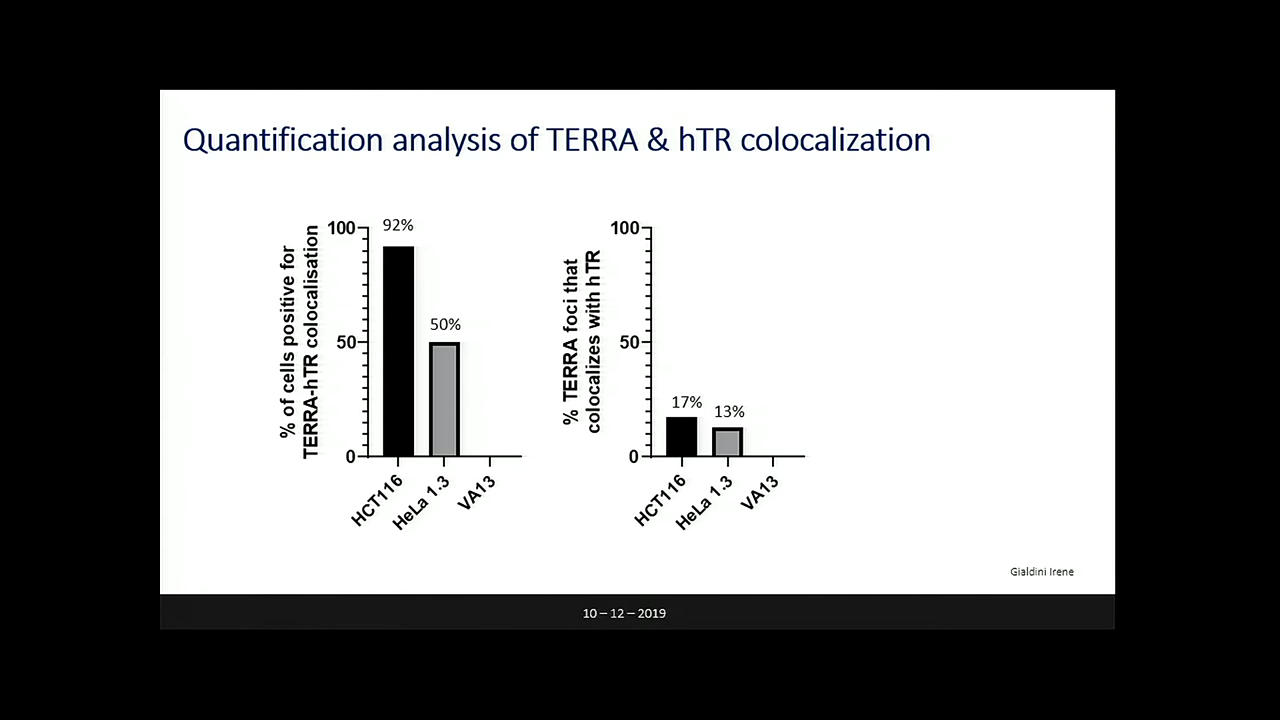 Quantification analysis of TERRA & hTR colocalization
% of cells positive for
TERRA-hTR colocalisation
100
50
0
92%
50%
HCT116
HeLa 1.3
VA13
% TERRA foci that
colocalizes with hTR
100
50
0
17%
13%
HCT116
HeLa 1.3
VA13
Gialdini Irene
10 – 12 – 2019